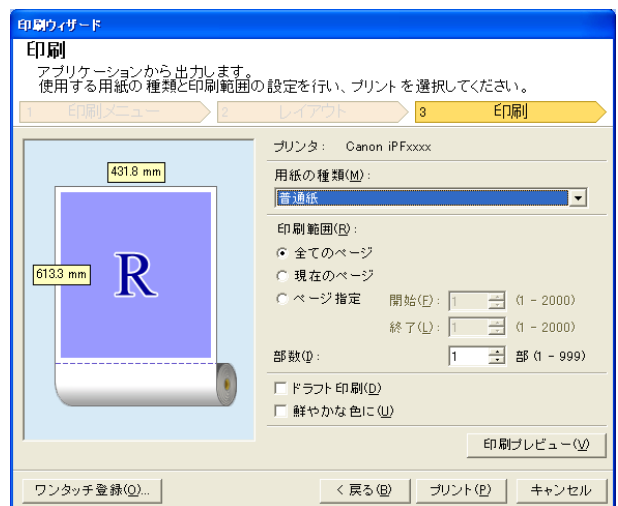 印刷ウィザード
印刷
アプリケーションから出力します。
使用する用紙の種類と印刷範囲の設定を行い、プリントを選択してください。
1 印刷メニュー 2 レイアウト 3 印刷
プリンタ： Canon iPFxxxx
431.8 mm
用紙の種類(M)：
普通紙
印刷範囲(R)：
全てのページ
613.3 mm
R
現在のページ
ページ指定 開始(F)： 1 (1 - 2000)
終了(L)： 1 (1 - 2000)
部数(I)： 1 部 (1 - 999)
ドラフト印刷(D)
鮮やかな色に(U)
印刷プレビュー(V)
ワンタッチ登録(O)... < 戻る(B) プリント(P) キャンセル